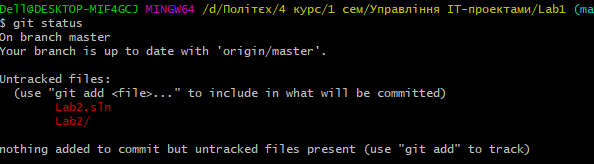 Dell@DESKTOP-MIF4GCJ MINGW64 /d/Політєх/4 курс/1 сем/Управління IT-проектами/Lab1 (ma
$ git status
On branch master
Your branch is up to date with 'origin/master'.
Untracked files:
(use "git add <file>..." to include in what will be committed)
Lab2.sln
Lab2/
nothing added to commit but untracked files present (use "git add" to track)